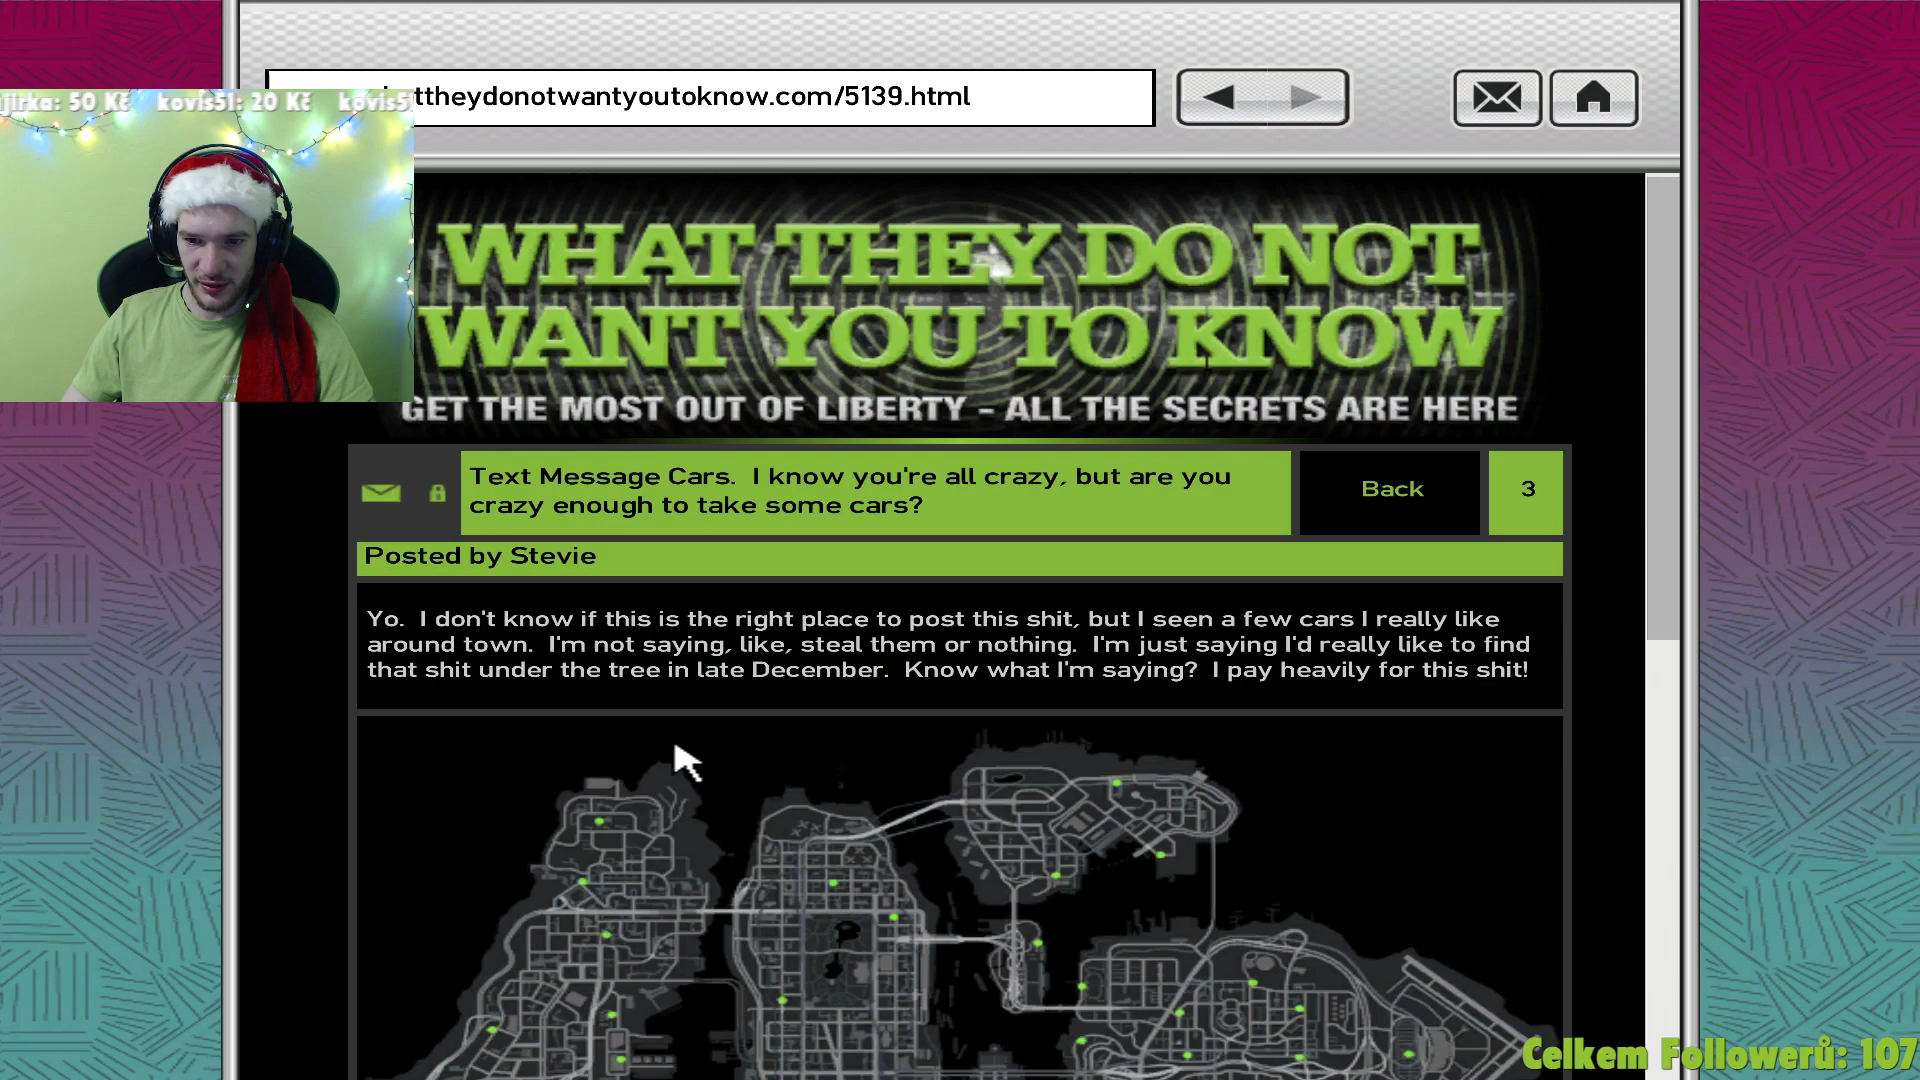 ttheydonotwantyoutoknow.com/5139.html
jirka: 50 Kč kovis51: 20 Kč kovis5
WHAT THEY DO NOT
WANT YOU TO KNOW
GET THE MOST OUT OF LIBERTY - ALL THE SECRETS ARE HERE
Text Message Cars. I know you're all crazy, but are you
crazy enough to take some cars?
Back
3
Posted by Stevie
Yo. I don't know if this is the right place to post this shit, but I seen a few cars I really like
around town. I'm not saying, like, steal them or nothing. I'm just saying I'd really like to find
that shit under the tree in late December. Know what I'm saying? I pay heavily for this shit!
Celkem Followerů: 107